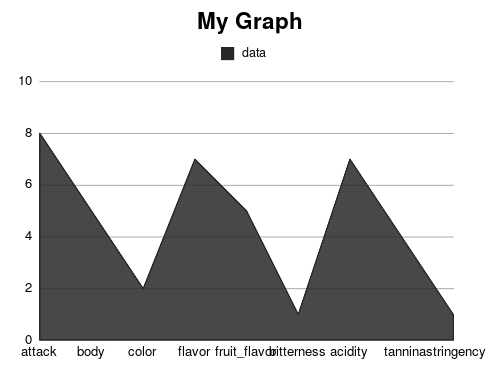 My Graph
data
10
8
6
4
2
0
attack body color flavor fruit_flavor bitterness acidity tannin astringency